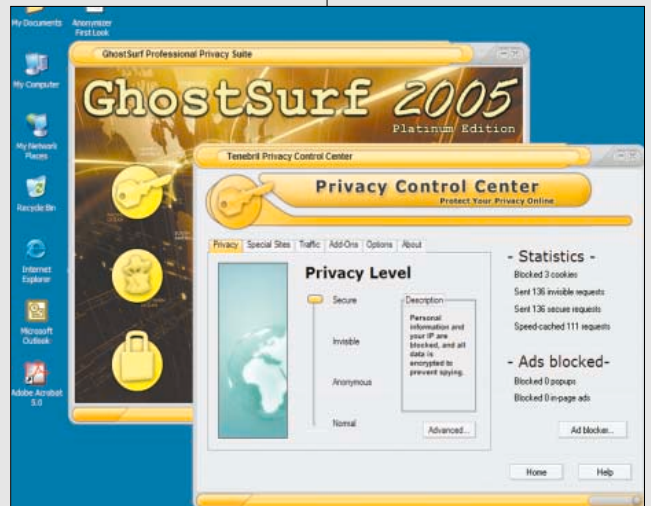 My Documents
Anonymizer
First Look
My Computer
My Network
Places
Recycle Bin
Internet
Explorer
Microsoft
Outlook
Adobe Acrobat
5.0
GhostSurf Professional Privacy Suite
GhostSurf 2005
Platinum Edition
Tenebril Privacy Control Center
Privacy Control Center
Protect Your Privacy Online
Privacy Special Sites Traffic Add-Ons Options About
Privacy Level
Secure
Invisible
Anonymous
Normal
Description
Personal
information and
your IP are
blocked, and all
data is
encrypted to
prevent spying.
Advanced...
- Statistics -
Blocked 3 cookies
Sent 136 invisible requests
Sent 136 secure requests
Speed-cached 111 requests
- Ads blocked-
Blocked 0 popups
Blocked 0 in-page ads
Ad blocker...
Home Help